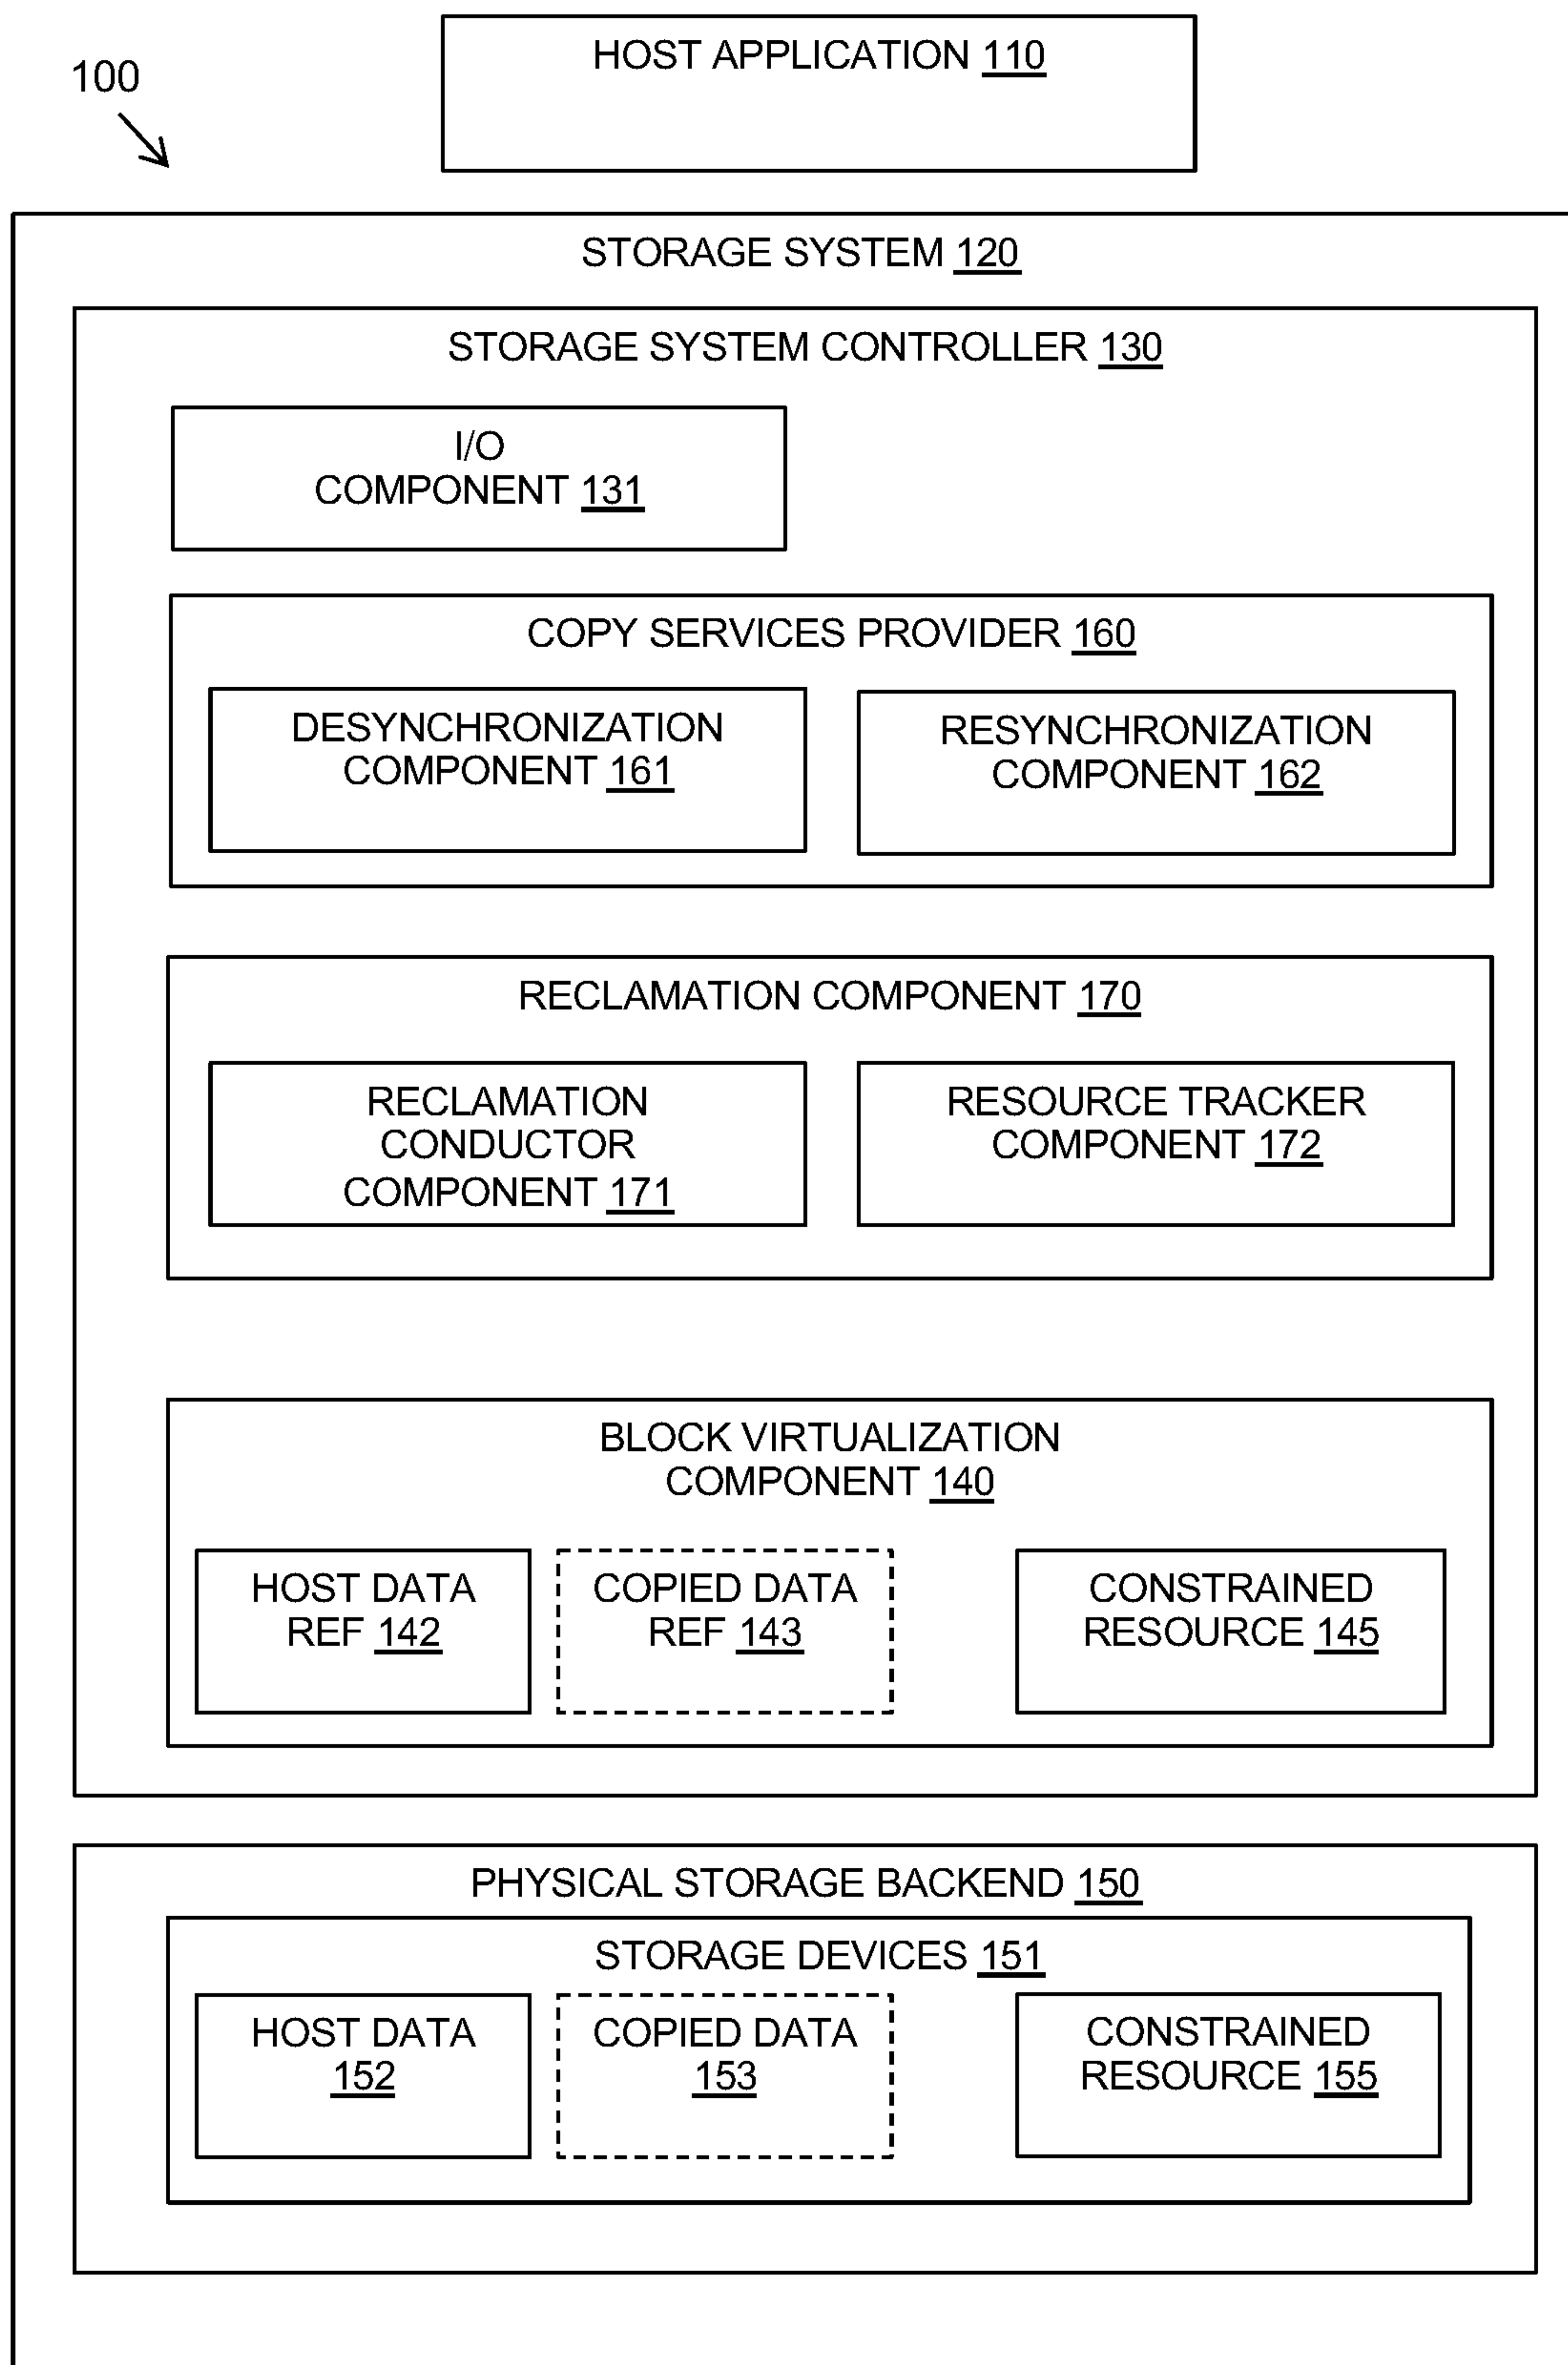 100
HOST APPLICATION 110
STORAGE SYSTEM 120
STORAGE SYSTEM CONTROLLER 130
I/O
COMPONENT 131
COPY SERVICES PROVIDER 160
DESYNCHRONIZATION
COMPONENT 161
RESYNCHRONIZATION
COMPONENT 162
RECLAMATION COMPONENT 170
RECLAMATION
CONDUCTOR
COMPONENT 171
RESOURCE TRACKER
COMPONENT 172
BLOCK VIRTUALIZATION
COMPONENT 140
HOST DATA
REF 142
COPIED DATA
REF 143
CONSTRAINED
RESOURCE 145
PHYSICAL STORAGE BACKEND 150
STORAGE DEVICES 151
HOST DATA
152
COPIED DATA
153
CONSTRAINED
RESOURCE 155